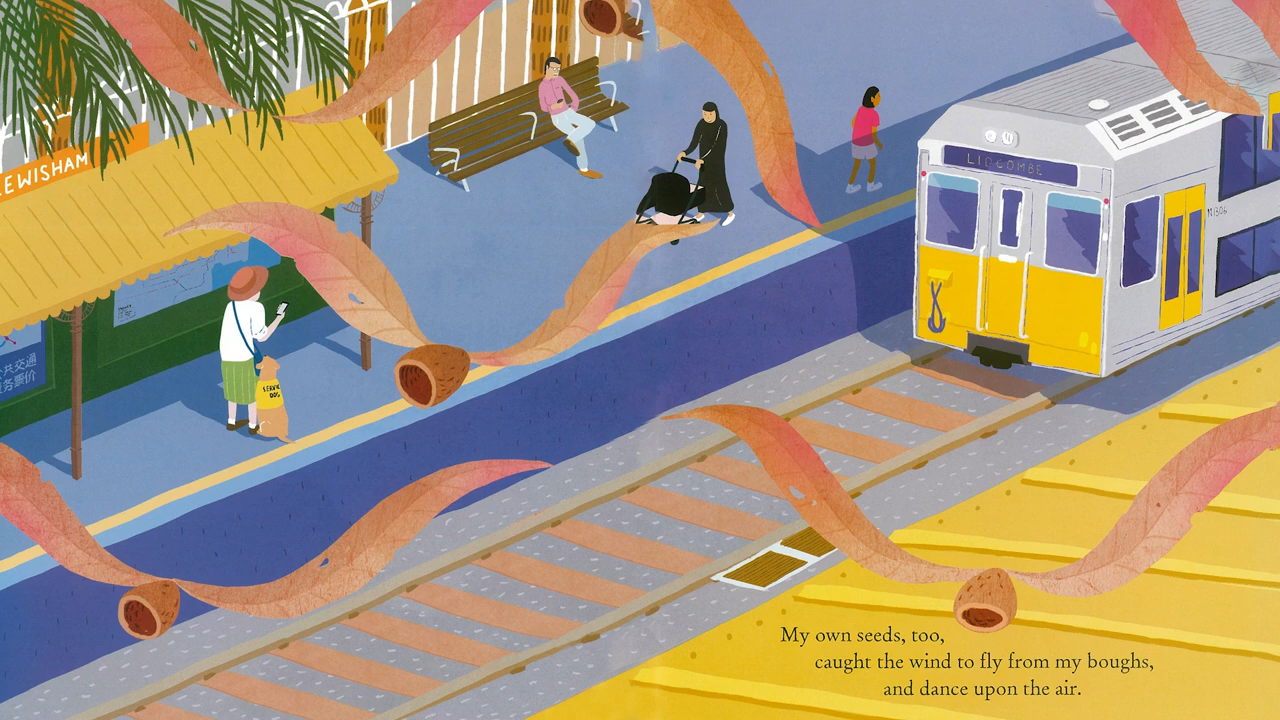 LEWISHAM
LIDCOMBE
N1306
公共交通
服务票价
SERVICE
DOG
My own seeds, too,
caught the wind to fly from my boughs,
and dance upon the air.